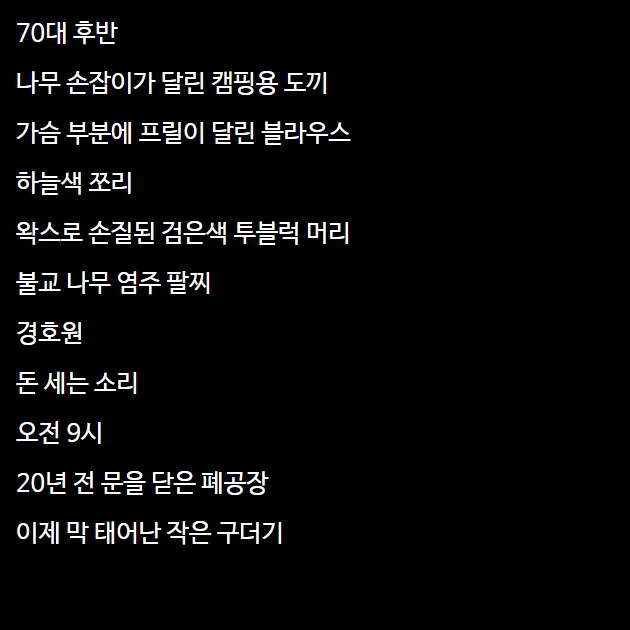 70대 후반
나무 손잡이가 달린 캠핑용 도끼
가슴 부분에 프릴이 달린 블라우스
하늘색 쪼리
왁스로 손질된 검은색 투블럭 머리
불교 나무 염주 팔찌
경호원
돈 세는 소리
오전 9시
20년 전 문을 닫은 폐공장
이제 막 태어난 작은 구더기